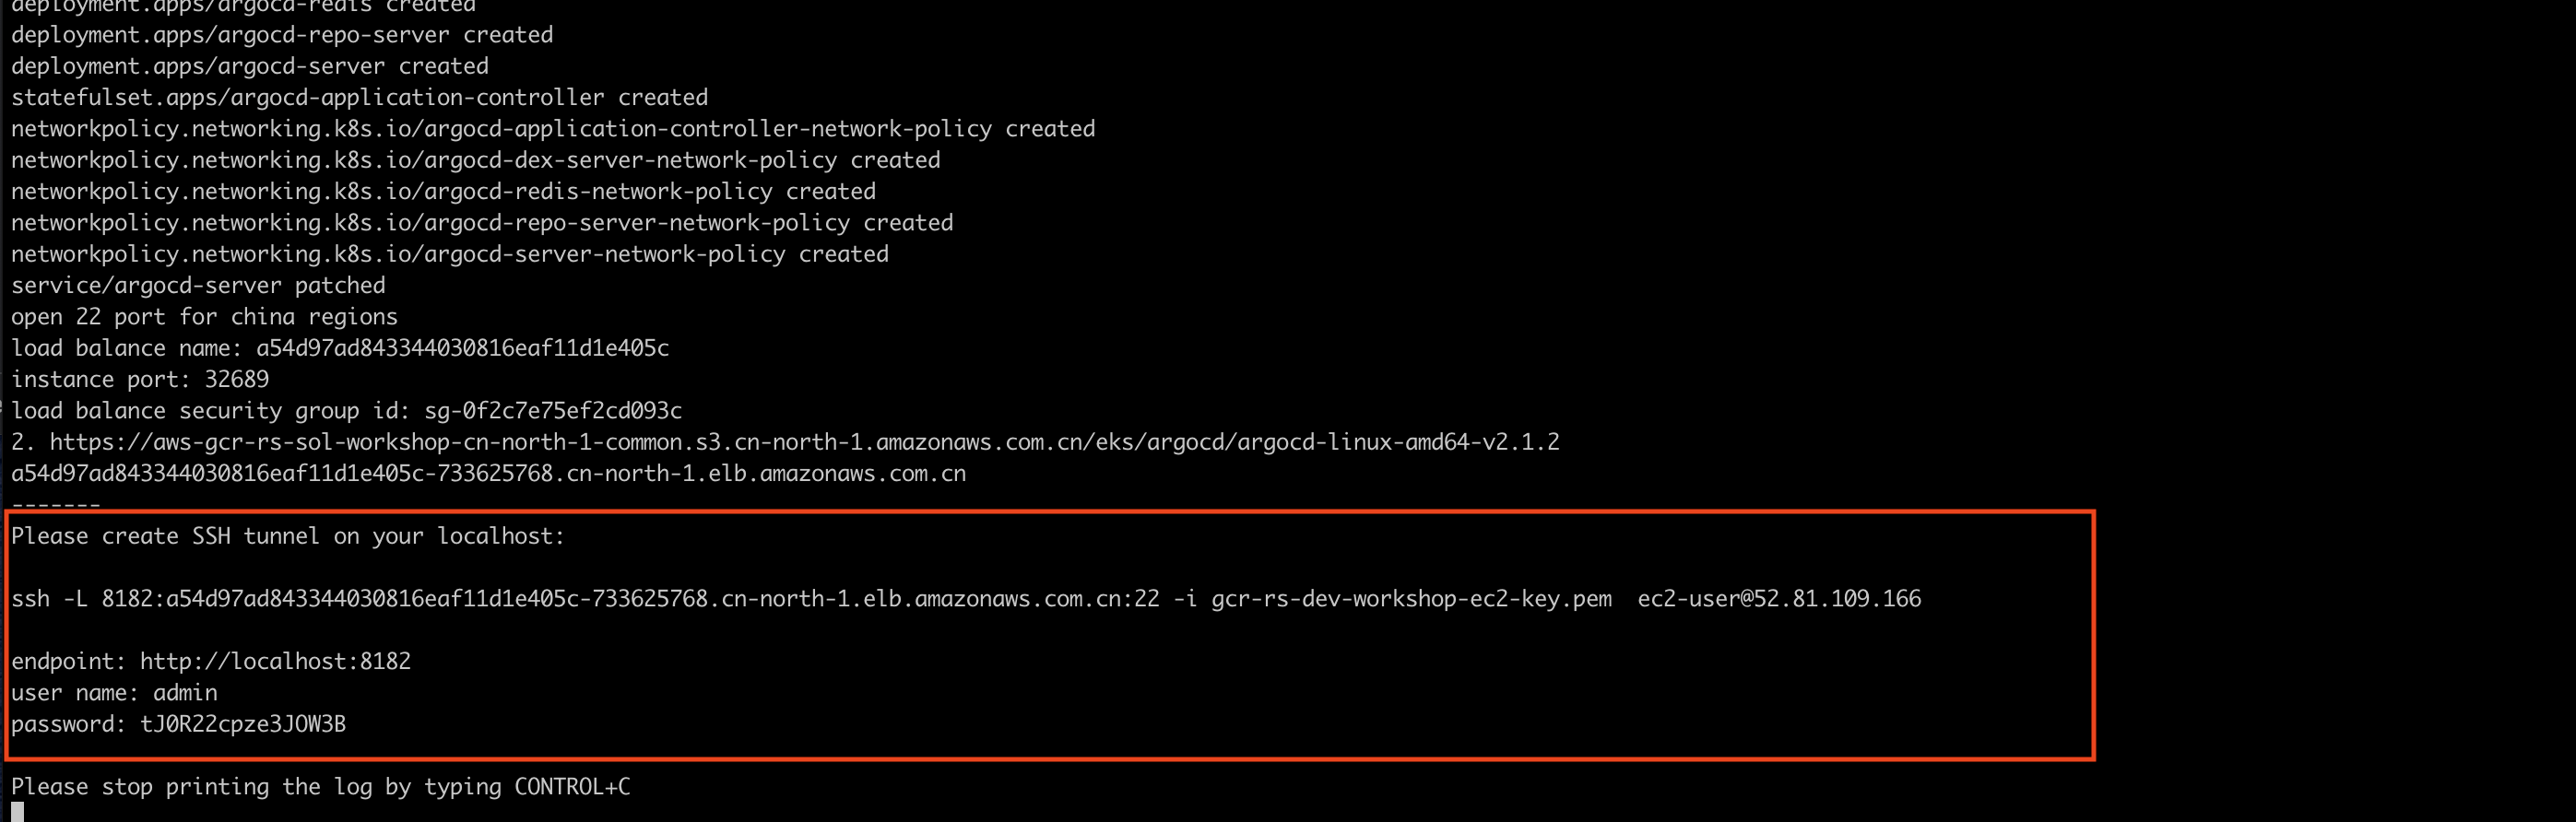 deployment.apps/argocd-redis created
deployment.apps/argocd-repo-server created
deployment.apps/argocd-server created
statefulset.apps/argocd-application-controller created
networkpolicy.networking.k8s.io/argocd-application-controller-network-policy created
networkpolicy.networking.k8s.io/argocd-dex-server-network-policy created
networkpolicy.networking.k8s.io/argocd-redis-network-policy created
networkpolicy.networking.k8s.io/argocd-repo-server-network-policy created
networkpolicy.networking.k8s.io/argocd-server-network-policy created
service/argocd-server patched
open 22 port for china regions
load balance name: a54d97ad843344030816eaf11d1e405c
instance port: 32689
load balance security group id: sg-0f2c7e75ef2cd093c
2. https://aws-gcr-rs-sol-workshop-cn-north-1-common.s3.cn-north-1.amazonaws.com.cn/eks/argocd/argocd-linux-amd64-v2.1.2
a54d97ad843344030816eaf11d1e405c-733625768.cn-north-1.elb.amazonaws.com.cn
-------
Please create SSH tunnel on your localhost:
ssh -L 8182:a54d97ad843344030816eaf11d1e405c-733625768.cn-north-1.elb.amazonaws.com.cn:22 -i gcr-rs-dev-workshop-ec2-key.pem  ec2-user@52.81.109.166
endpoint: http://localhost:8182
user name: admin
password: tJ0R22cpze3JOW3B
Please stop printing the log by typing CONTROL+C